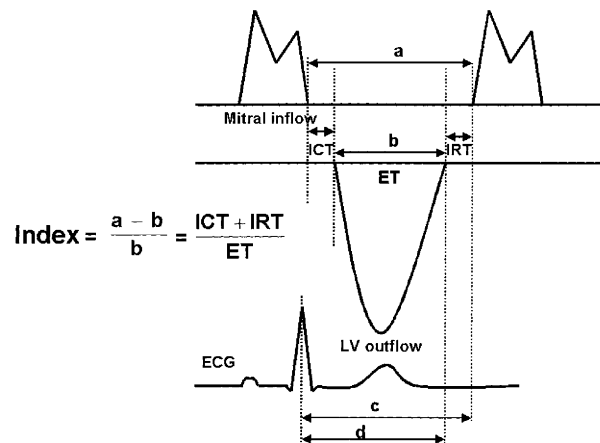 a
Mitral inflow
ICT
b
IRT
ET
Index = a - b / b = ICT + IRT / ET
LV outflow
ECG
c
d